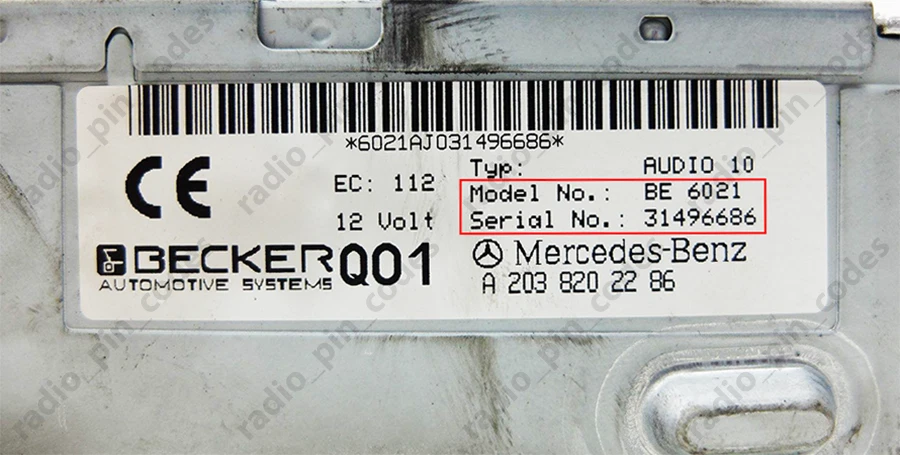 *6021AJ031496686*
Typ: AUDIO 10
EC: 112
Model No.: BE 6021
12 Volt
Serial No.: 31496686
CE
BECKER
AUTOMOTIVE SYSTEMS
Q01
Mercedes-Benz
A 203 820 22 86
radio_pin_codes